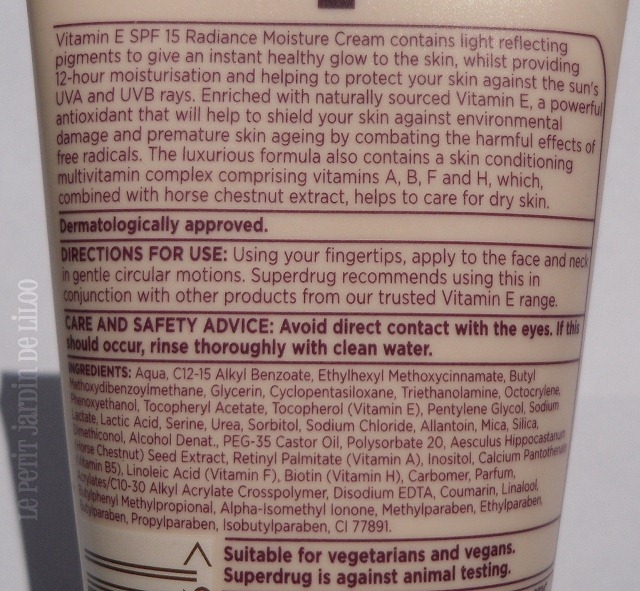 Vitamin E SPF 15 Radiance Moisture Cream contains light reflecting
pigments to give an instant healthy glow to the skin, whilst providing
12-hour moisturisation and helping to protect your skin against the sun's
UVA and UVB rays. Enriched with naturally sourced Vitamin E, a powerful
antioxidant that will help to shield your skin against environmental
damage and premature skin ageing by combating the harmful effects of
free radicals. The luxurious formula also contains a skin conditioning
multivitamin complex comprising vitamins A, B, F and H, which,
combined with horse chestnut extract, helps to care for dry skin.
Dermatologically approved.
DIRECTIONS FOR USE: Using your fingertips, apply to the face and neck
in gentle circular motions. Superdrug recommends using this in
conjunction with other products from our trusted Vitamin E range.
CARE AND SAFETY ADVICE: Avoid direct contact with the eyes. If this
should occur, rinse thoroughly with clean water.
INGREDIENTS: Aqua, C12-15 Alkyl Benzoate, Ethylhexyl Methoxycinnamate, Butyl
Methoxydibenzoylmethane, Glycerin, Cyclopentasiloxane, Triethanolamine, Octocrylene,
Phenoxyethanol, Tocopheryl Acetate, Tocopherol (Vitamin E), Pentylene Glycol, Sodium
Lactate, Lactic Acid, Serine, Urea, Sorbitol, Sodium Chloride, Allantoin, Mica, Silica,
Dimethiconol, Alcohol Denat., PEG-35 Castor Oil, Polysorbate 20, Aesculus Hippocastanum
(Horse Chestnut) Seed Extract, Retinyl Palmitate (Vitamin A), Inositol, Calcium Pantothenate
(Vitamin B5), Linoleic Acid (Vitamin F), Biotin (Vitamin H), Carbomer, Parfum,
Acrylates/C10-30 Alkyl Acrylate Crosspolymer, Disodium EDTA, Coumarin, Linalool,
Butylphenyl Methylpropional, Alpha-Isomethyl Ionone, Methylparaben, Ethylparaben,
Butylparaben, Propylparaben, Isobutylparaben, CI 77891.
Suitable for vegetarians and vegans.
Superdrug is against animal testing.
LE PETIT JARDIN DE LILOO